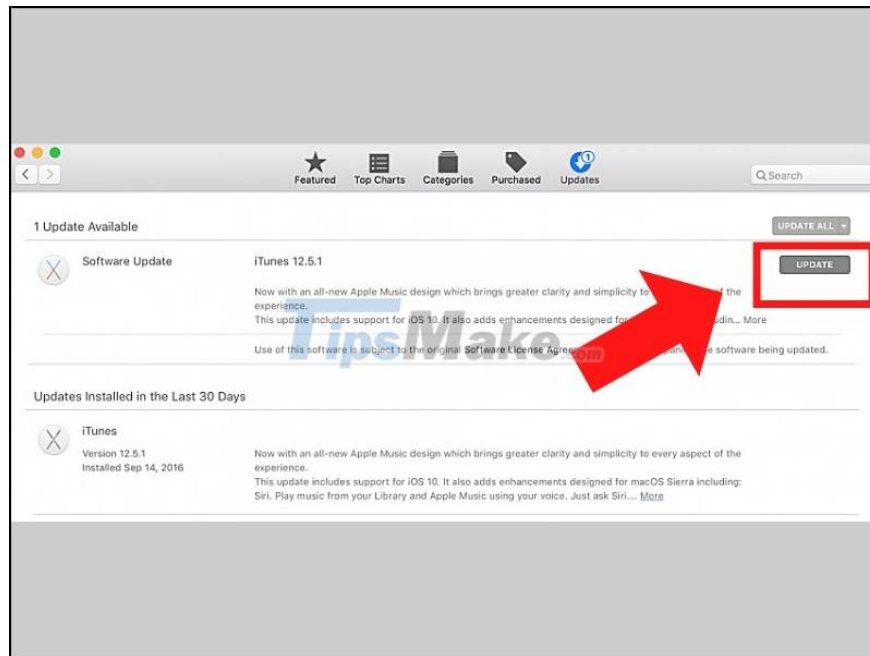 Featured Top Charts Categories Purchased Updates
1
Search
1 Update Available
UPDATE ALL
Software Update
iTunes 12.5.1
UPDATE
Now with an all-new Apple Music design which brings greater clarity and simplicity to of the
experience.
This update includes support for iOS 10. It also adds enhancements designed for ... More
Use of this software is subject to the original Software License software being updated.
TipsMake.com
Updates Installed in the Last 30 Days
iTunes
Version 12.5.1
Installed Sep 14, 2016
Now with an all-new Apple Music design which brings greater clarity and simplicity to every aspect of the
experience.
This update includes support for iOS 10. It also adds enhancements designed for macOS Sierra including:
Siri. Play music from your Library and Apple Music using your voice. Just ask Siri.... More